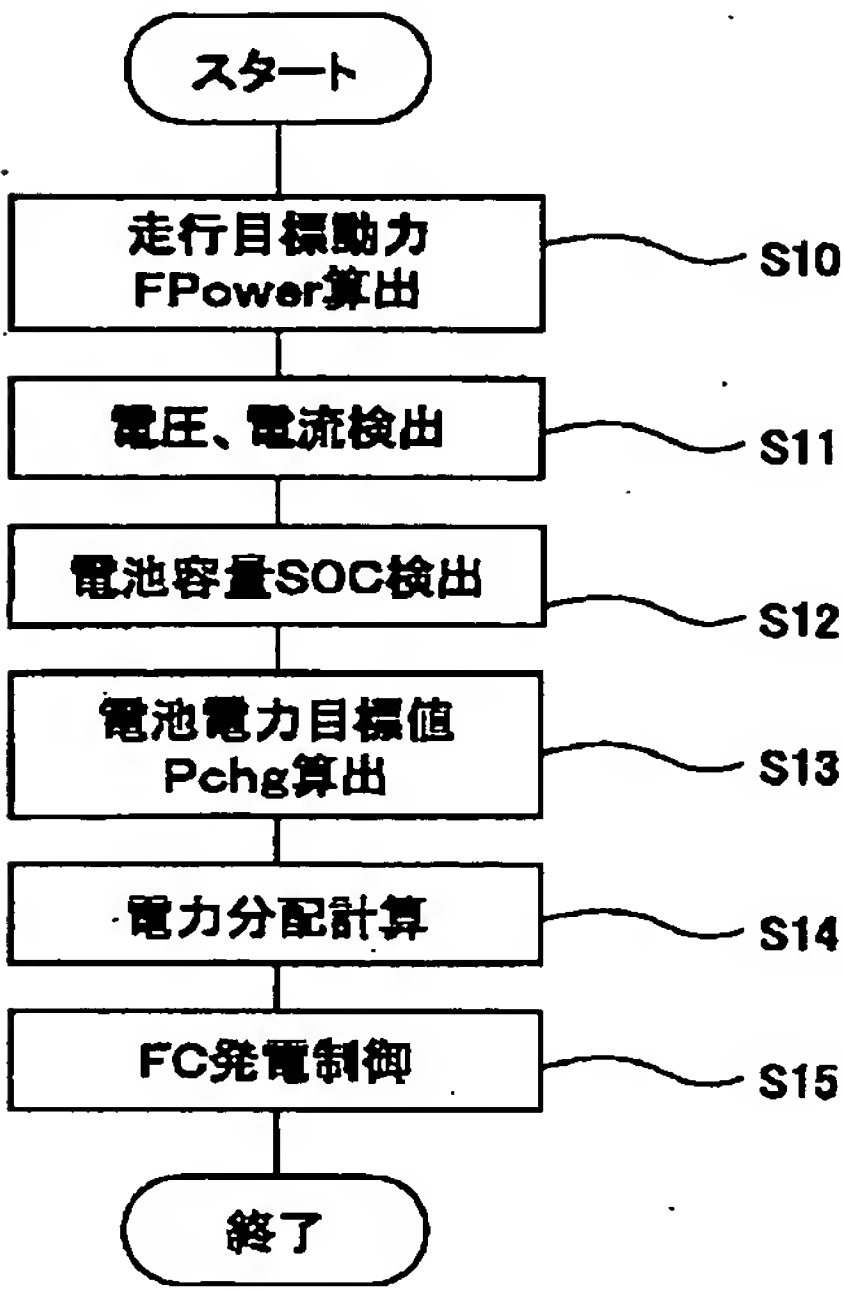 スタート
走行目標動力
FPower算出
S10
電圧、電流検出
S11
電池容量SOC検出
S12
電池電力目標値
Pchg算出
S13
電力分配計算
S14
FC発電制御
S15
終了